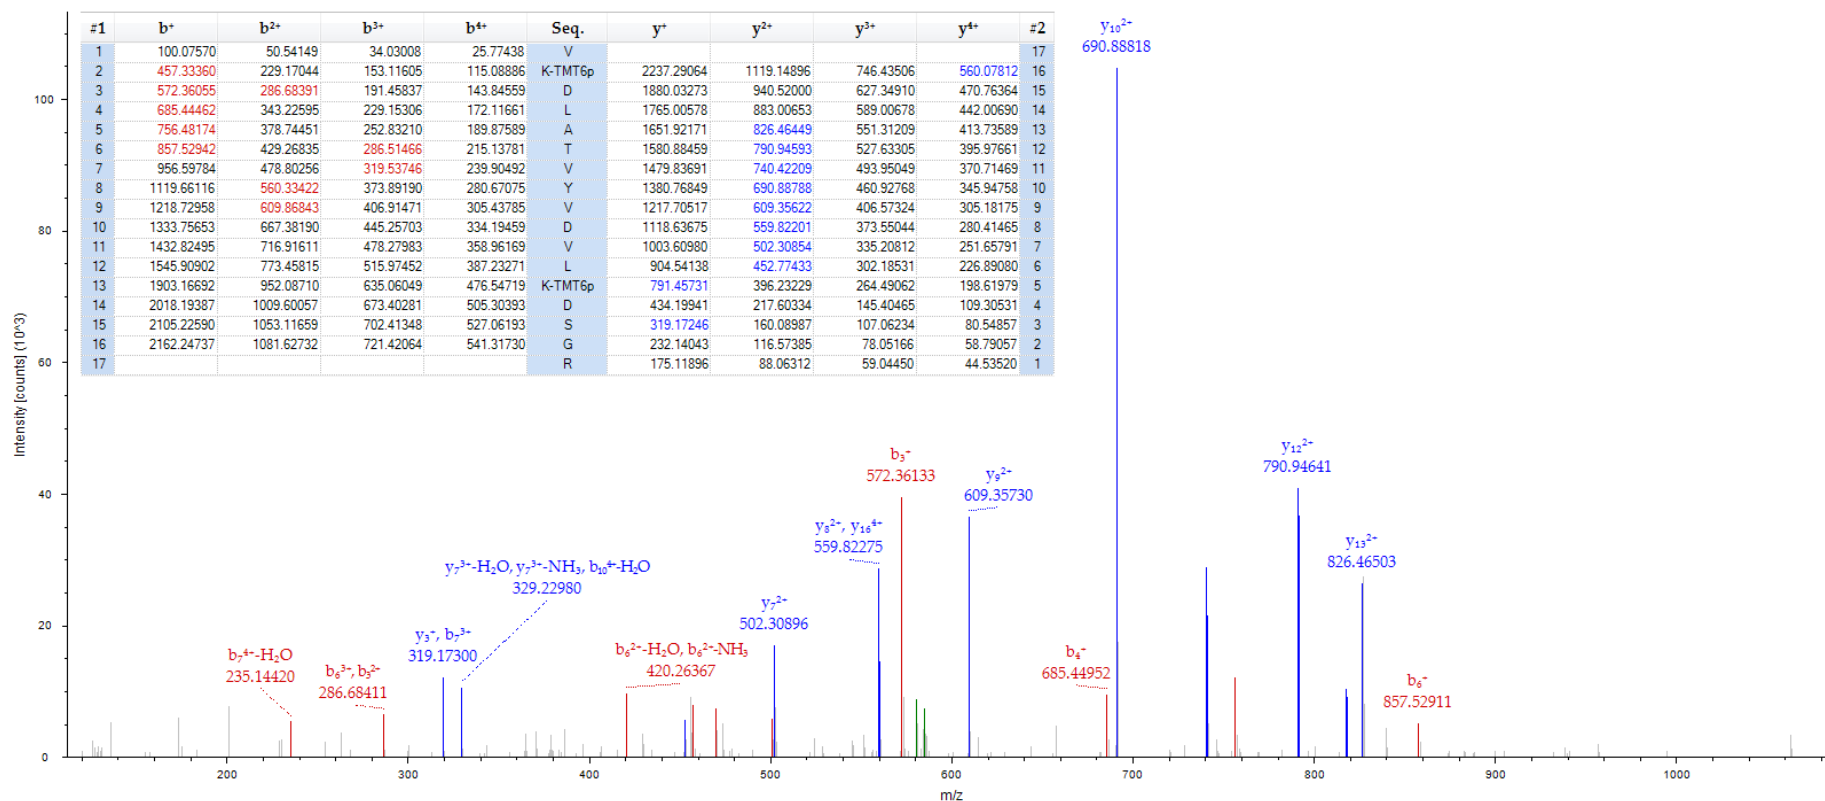 #1 b⁺ b²⁺ b³⁺ b⁴⁺ Seq. y⁺ y²⁺ y³⁺ y⁴⁺ #2
1 100.07570 50.54149 34.03008 25.77438 V 17
2 457.33360 229.17044 153.11605 115.08886 K-TMT6p 2237.29064 1119.14896 746.43506 560.07812 16
3 572.36055 286.68391 191.45837 143.84559 D 1880.03273 940.52000 627.34910 470.76364 15
4 685.44462 343.22595 229.15306 172.11661 L 1765.00578 883.00653 589.00678 442.00690 14
5 756.48174 378.74451 252.83210 189.87589 A 1651.92171 826.46449 551.31209 413.73589 13
6 857.52942 429.26835 286.51466 215.13781 T 1580.88459 790.94593 527.63305 395.97661 12
7 956.59784 478.80256 319.53746 239.90492 V 1479.83691 740.42209 493.95049 370.71469 11
8 1119.66116 560.33422 373.89190 280.67075 Y 1380.76849 690.88788 460.92768 345.94758 10
9 1218.72958 609.86843 406.91471 305.43785 V 1217.70517 609.35622 406.57324 305.18175 9
10 1333.75653 667.38190 445.25703 334.19459 D 1118.63675 559.82201 373.55044 280.41465 8
11 1432.82495 716.91611 478.27983 358.96169 V 1003.60980 502.30854 335.20812 251.65791 7
12 1545.90902 773.45815 515.97452 387.23271 L 904.54138 452.77433 302.18531 226.89080 6
13 1903.16692 952.08710 635.06049 476.54719 K-TMT6p 791.45731 396.23229 264.49062 198.61979 5
14 2018.19387 1009.60057 673.40281 505.30393 D 434.19941 217.60334 145.40465 109.30531 4
15 2105.22590 1053.11659 702.41348 527.06193 S 319.17246 160.08987 107.06234 80.54857 3
16 2162.24737 1081.62732 721.42064 541.31730 G 232.14043 116.57385 78.05166 58.79057 2
17 R 175.11896 88.06312 59.04450 44.53520 1
y₁₀²⁺
690.88818
b₃⁺
572.36133
y₉²⁺
609.35730
y₁₂²⁺
790.94641
y₈²⁺, y₁₆⁴⁺
559.82275
y₁₃²⁺
826.46503
y₇³⁺-H₂O, y₇³⁺-NH₃, b₁₀⁴⁺-H₂O
329.22980
y₇²⁺
502.30896
y₃⁺, b₇³⁺
319.17300
b₇⁴⁺-H₂O
235.14420
b₆³⁺, b₃²⁺
286.68411
b₆²⁺-H₂O, b₆²⁺-NH₃
420.26367
b₄⁺
685.44952
b₆⁺
857.52911
Intensity [counts] (10^3)
100
80
60
40
20
0
200 300 400 500 600 700 800 900 1000
m/z